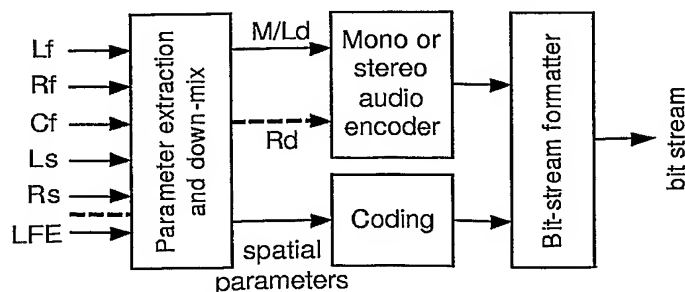 Lf
Rf
Cf
Ls
Rs
LFE
Parameter extraction
and down-mix
M/Ld
Rd
spatial
parameters
Mono or
stereo
audio
encoder
Coding
Bit-stream formatter
bit stream